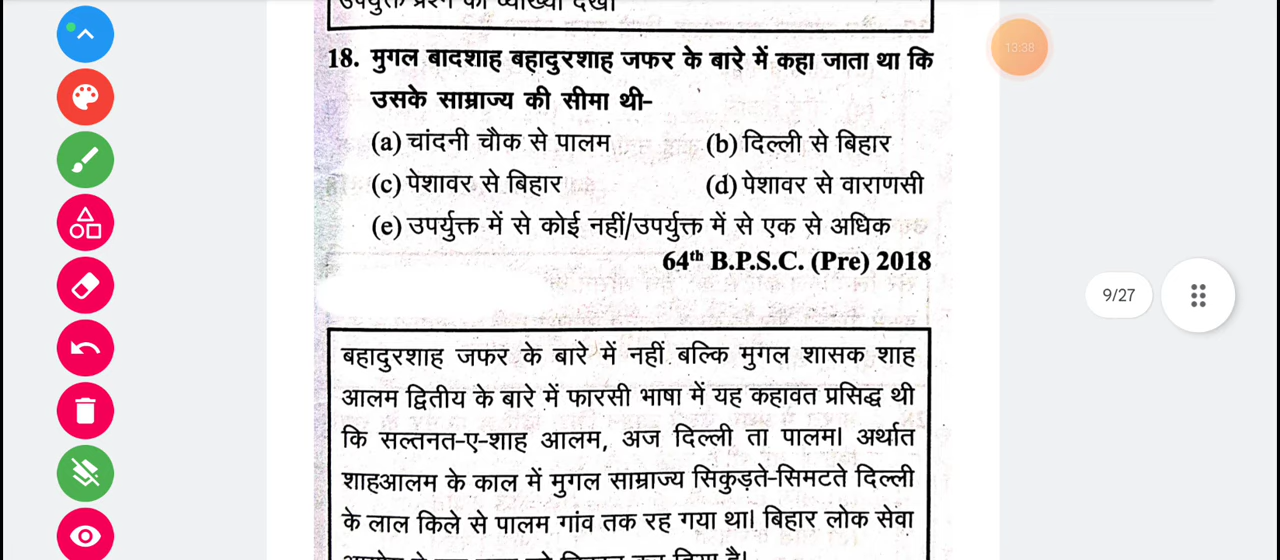 18. मुगल बादशाह बहादुरशाह जफर के बारे में कहा जाता था कि
उसके साम्राज्य की सीमा थी-
(a) चांदनी चौक से पालम (b) दिल्ली से बिहार
(c) पेशावर से बिहार (d) पेशावर से वाराणसी
(e) उपर्युक्त में से कोई नहीं/उपर्युक्त में से एक से अधिक
64th B.P.S.C. (Pre) 2018
बहादुरशाह जफर के बारे में नहीं बल्कि मुगल शासक शाह
आलम द्वितीय के बारे में फारसी भाषा में यह कहावत प्रसिद्ध थी
कि सल्तनत-ए-शाह आलम, अज दिल्ली ता पालम। अर्थात
शाहआलम के काल में मुगल साम्राज्य सिकुड़ते-सिमटते दिल्ली
के लाल किले से पालम गांव तक रह गया था। बिहार लोक सेवा
13:38
9/27